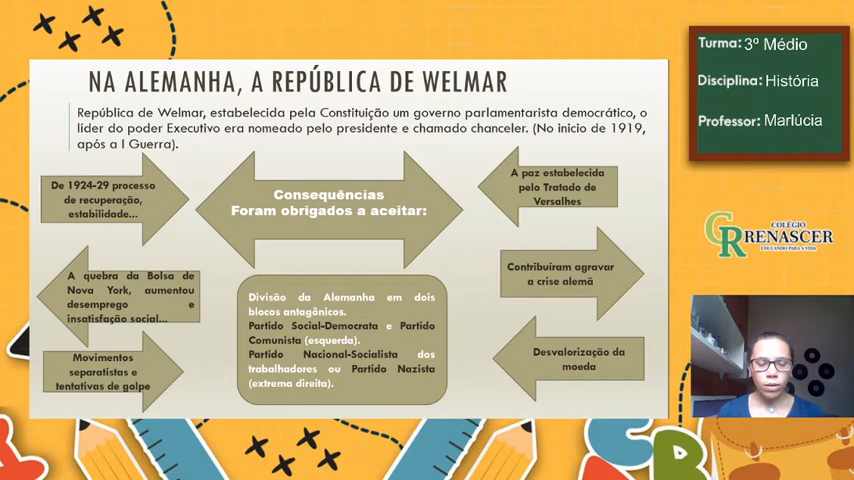 NA ALEMANHA, A REPÚBLICA DE WELMAR
República de Welmar, estabelecida pela Constituição um governo parlamentarista democrático, o
líder do poder Executivo era nomeado pelo presidente e chamado chanceler. (No inicio de 1919,
após a I Guerra).
De 1924-29 processo
de recuperação,
estabilidade...
Consequências
Foram obrigados a aceitar:
A paz estabelecida
pelo Tratado de
Versalhes
A quebra da Bolsa de
Nova York, aumentou
desemprego e
insatisfação social...
Contribuíram agravar
a crise alemã
Divisão da Alemanha em dois
blocos antagônicos.
Partido Social-Democrata e Partido
Comunista (esquerda).
Partido Nacional-Socialista dos
trabalhadores ou Partido Nazista
(extrema direita).
Movimentos
separatistas e
tentativas de golpe
Desvalorização da
moeda
Turma: 3º Médio
Disciplina: História
Professor: Marlúcia
COLÉGIO
CR RENASCER
EDUCANDO PARA A VIDA